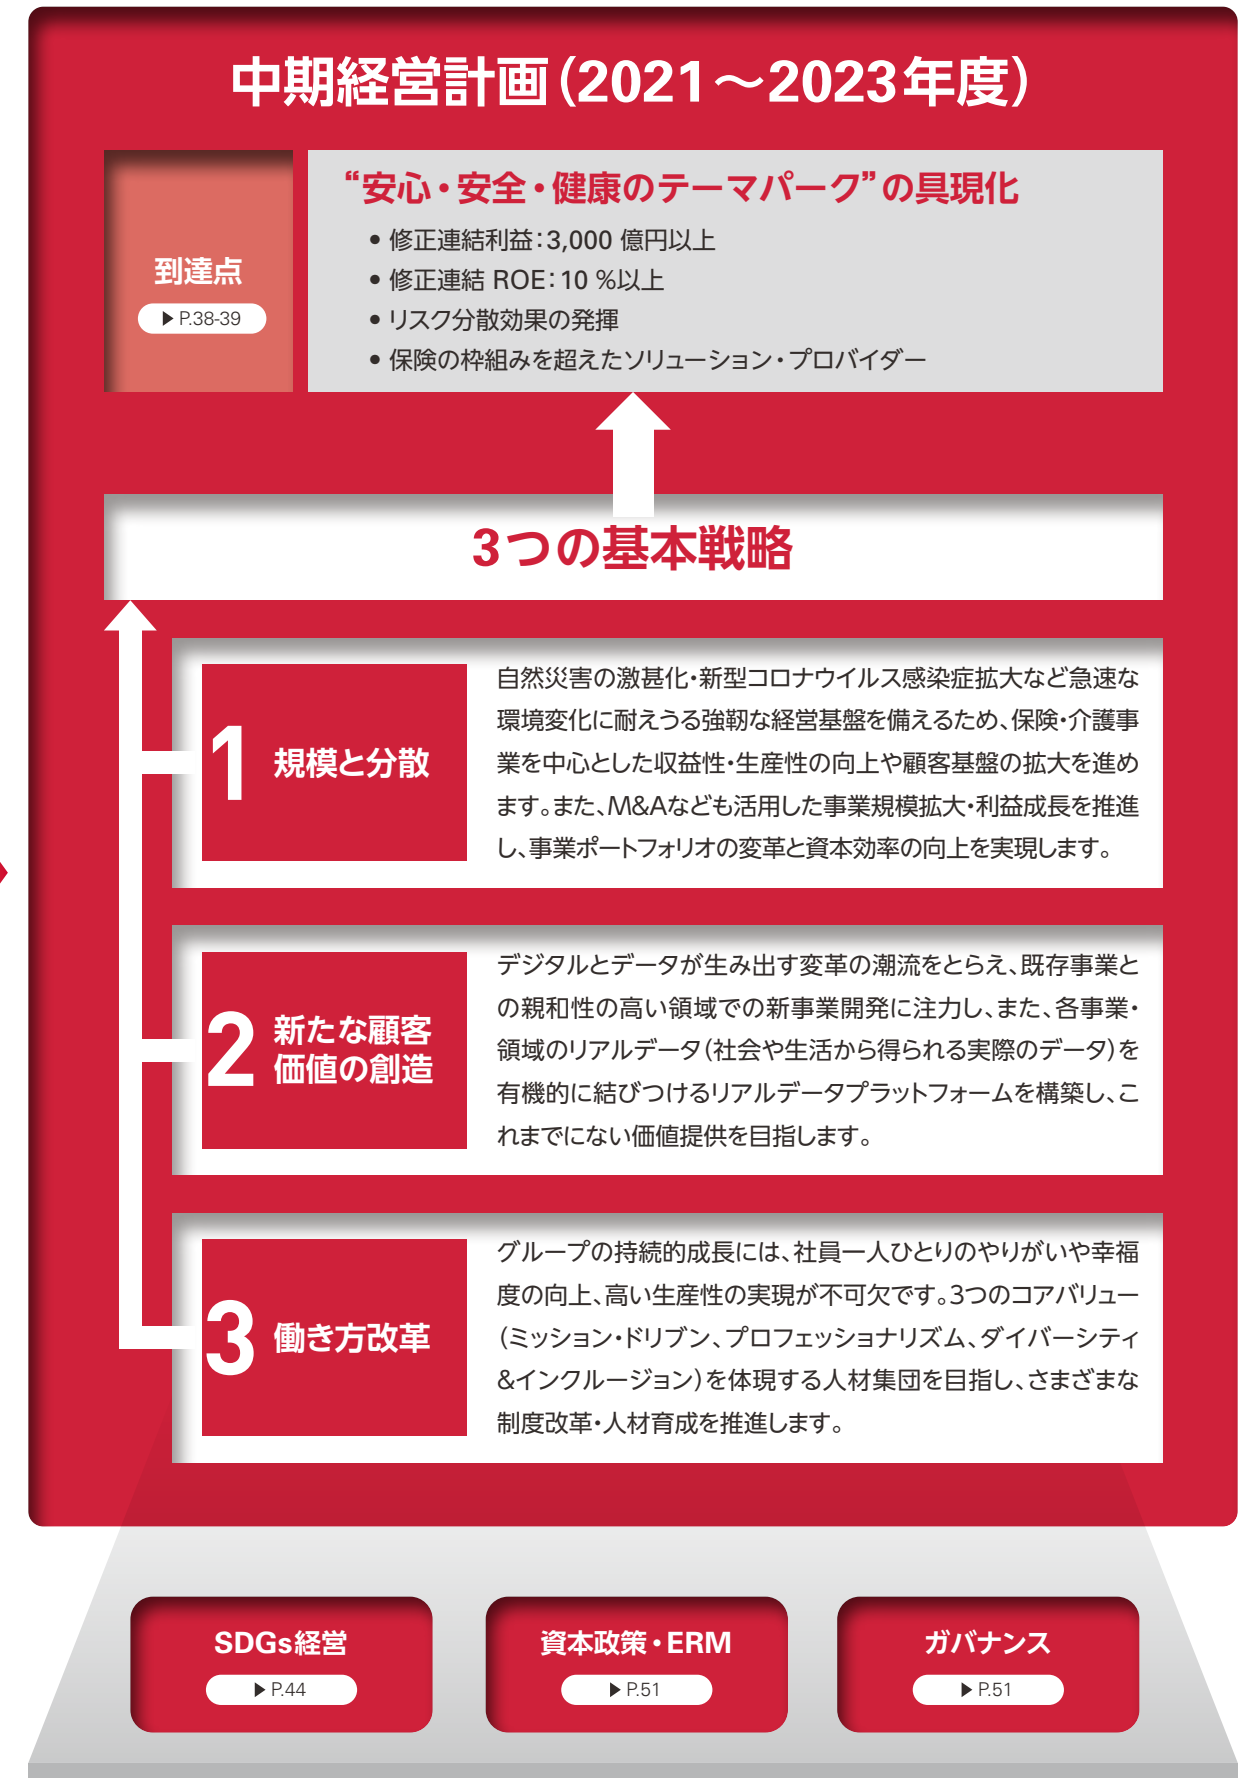 中期経営計画（2021～2023年度）
“安心・安全・健康のテーマパーク”の具現化
到達点
▶ P.38-39
• 修正連結利益：3,000 億円以上
• 修正連結 ROE：10 %以上
• リスク分散効果の発揮
• 保険の枠組みを超えたソリューション・プロバイダー
3つの基本戦略
1 規模と分散
自然災害の激甚化・新型コロナウイルス感染症拡大など急速な
環境変化に耐えうる強靭な経営基盤を備えるため、保険・介護事
業を中心とした収益性・生産性の向上や顧客基盤の拡大を進め
ます。また、M&Aなども活用した事業規模拡大・利益成長を推進
し、事業ポートフォリオの変革と資本効率の向上を実現します。
2 新たな顧客
価値の創造
デジタルとデータが生み出す変革の潮流をとらえ、既存事業と
の親和性の高い領域での新事業開発に注力し、また、各事業・
領域のリアルデータ（社会や生活から得られる実際のデータ）を
有機的に結びつけるリアルデータプラットフォームを構築し、こ
れまでにない価値提供を目指します。
3 働き方改革
グループの持続的成長には、社員一人ひとりのやりがいや幸福
度の向上、高い生産性の実現が不可欠です。3つのコアバリュー
（ミッション・ドリブン、プロフェッショナリズム、ダイバーシティ
&インクルージョン）を体現する人材集団を目指し、さまざまな
制度改革・人材育成を推進します。
SDGs経営
▶ P.44
資本政策・ERM
▶ P.51
ガバナンス
▶ P.51